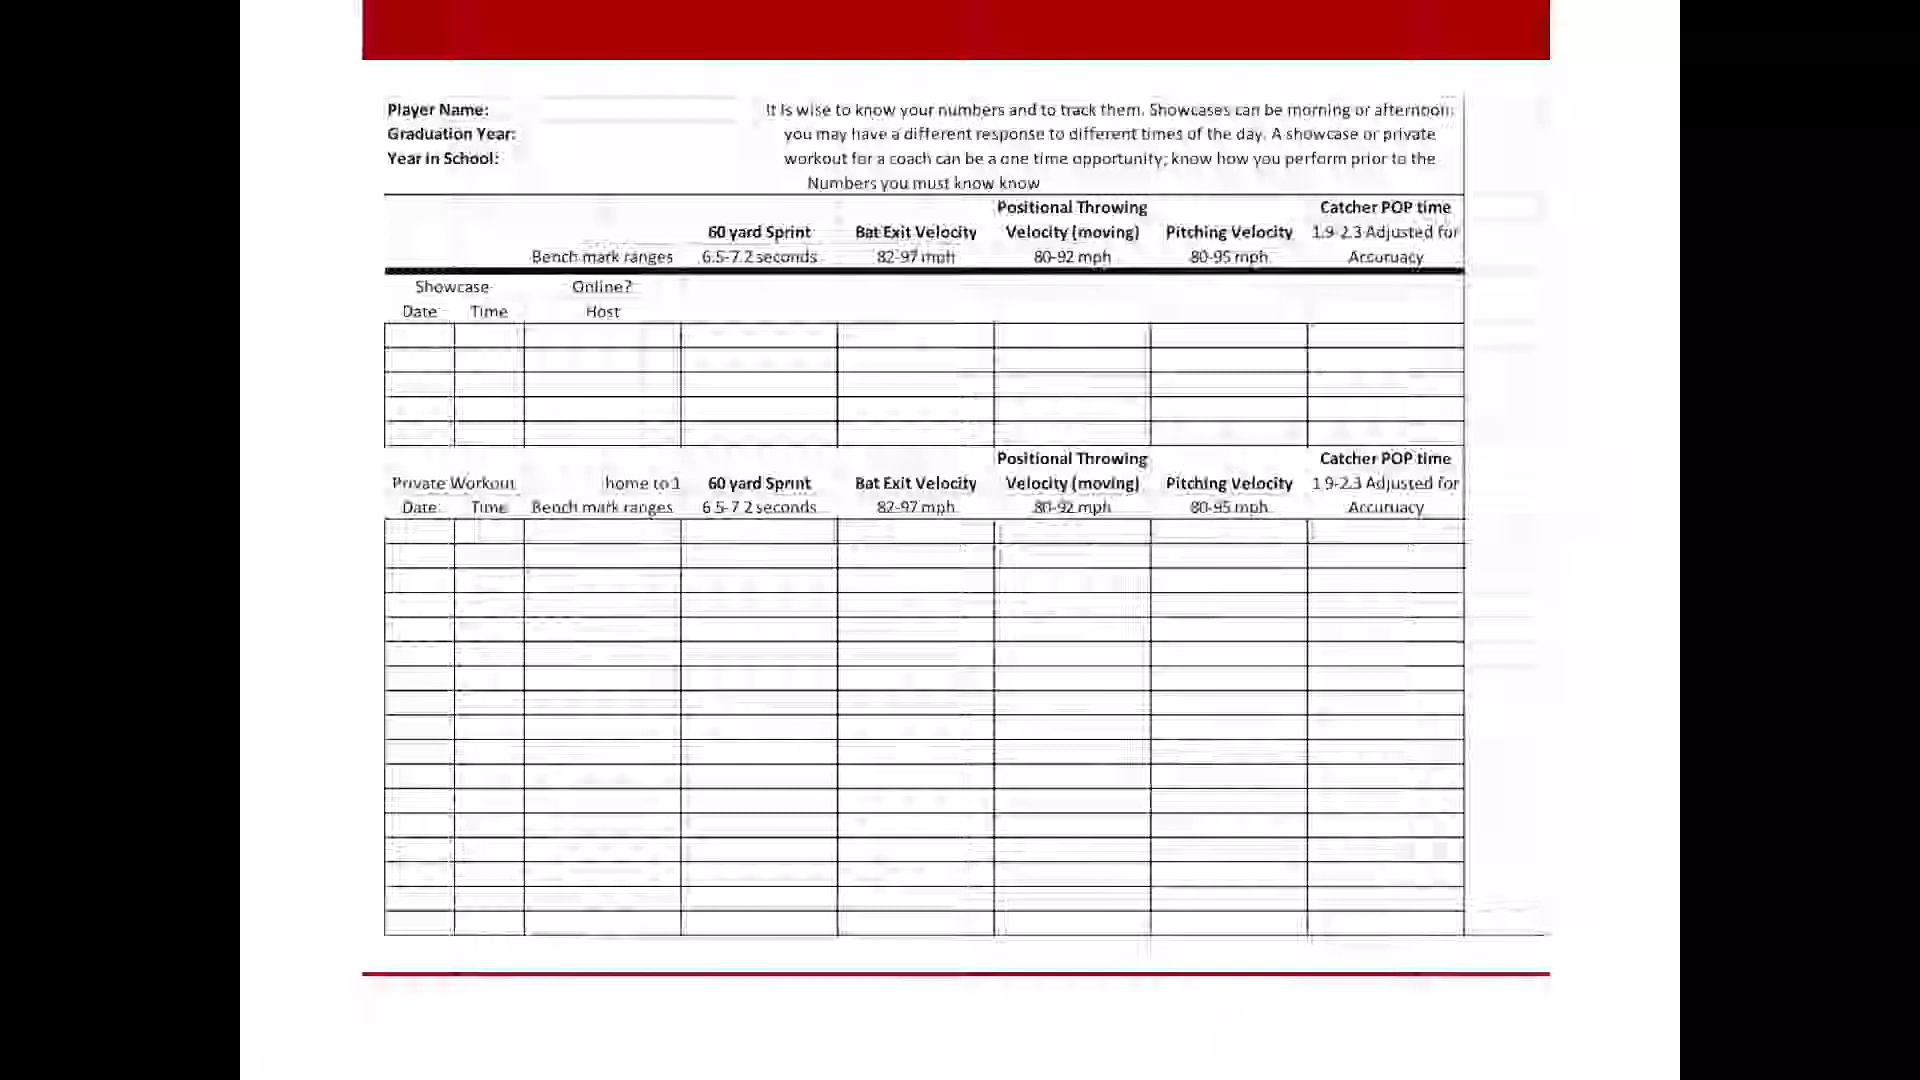 Player Name:
Graduation Year:
Year in School:
It Is wise to know your numbers and to track them. Showcases can be morning or afternoon;
you may have a different response to different times of the day. A showcase or private
workout for a coach can be a one time opportunity; know how you perform prior to the
Numbers you must know know
Positional Throwing Catcher POP time
60 yard Sprint Bat Exit Velocity Velocity (moving) Pitching Velocity 1.9-2.3 Adjusted for
Bench mark ranges 6.5-7.2 seconds 82-97 mph 80-92 mph 80-95 mph Accuruacy
Showcase Online?
Date Time Host
Positional Throwing Catcher POP time
Private Workout home to 1 60 yard Sprint Bat Exit Velocity Velocity (moving) Pitching Velocity 1.9-2.3 Adjusted for
Date Time Bench mark ranges 6.5-7.2 seconds 82-97 mph 80-92 mph 80-95 mph Accuruacy